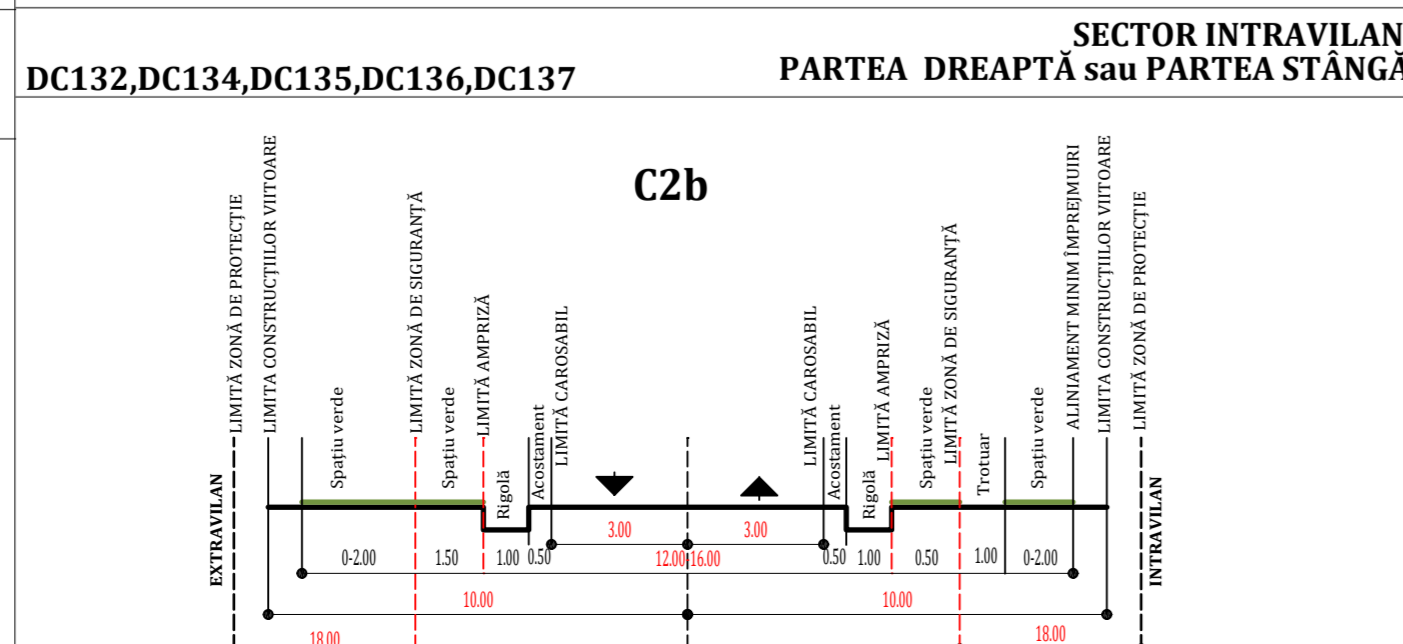 SECTOR INTRAVILAN
DC132,DC134,DC135,DC136,DC137
PARTEA DREAPTĂ sau PARTEA STÂNGĂ
C2b
LIMITĂ ZONĂ DE PROTECȚIE
LIMITA CONSTRUCȚIILOR VIITOARE
Spațiu verde
LIMITĂ ZONĂ DE SIGURANȚĂ
Spațiu verde
LIMITĂ AMPRIZĂ
Rigolă
Acostament
LIMITĂ CAROSABIL
LIMITĂ CAROSABIL
Acostament
Rigolă
LIMITĂ AMPRIZĂ
Spațiu verde
LIMITĂ ZONĂ DE SIGURANȚĂ
Trotuar
Spațiu verde
ALINIAMENT MINIM ÎMPREJMUIRI
LIMITA CONSTRUCȚIILOR VIITOARE
LIMITĂ ZONĂ DE PROTECȚIE
EXTRAVILAN
INTRAVILAN
3.00 3.00
0-2.00 1.50 1.00 0.50 12.00-16.00 0.50 1.00 0.50 1.00 0-2.00
10.00 10.00
18.00 18.00